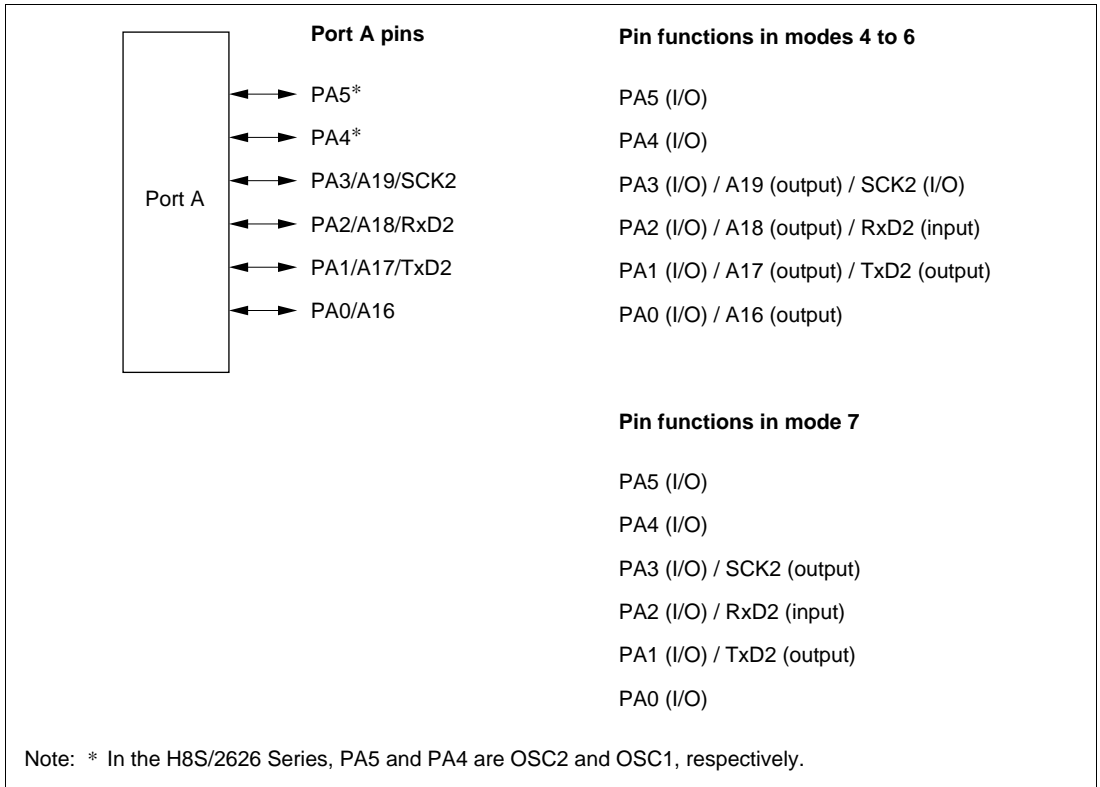 Port A pins
Pin functions in modes 4 to 6
Port A
PA5*
PA5 (I/O)
PA4*
PA4 (I/O)
PA3/A19/SCK2
PA3 (I/O) / A19 (output) / SCK2 (I/O)
PA2/A18/RxD2
PA2 (I/O) / A18 (output) / RxD2 (input)
PA1/A17/TxD2
PA1 (I/O) / A17 (output) / TxD2 (output)
PA0/A16
PA0 (I/O) / A16 (output)
Pin functions in mode 7
PA5 (I/O)
PA4 (I/O)
PA3 (I/O) / SCK2 (output)
PA2 (I/O) / RxD2 (input)
PA1 (I/O) / TxD2 (output)
PA0 (I/O)
Note: * In the H8S/2626 Series, PA5 and PA4 are OSC2 and OSC1, respectively.